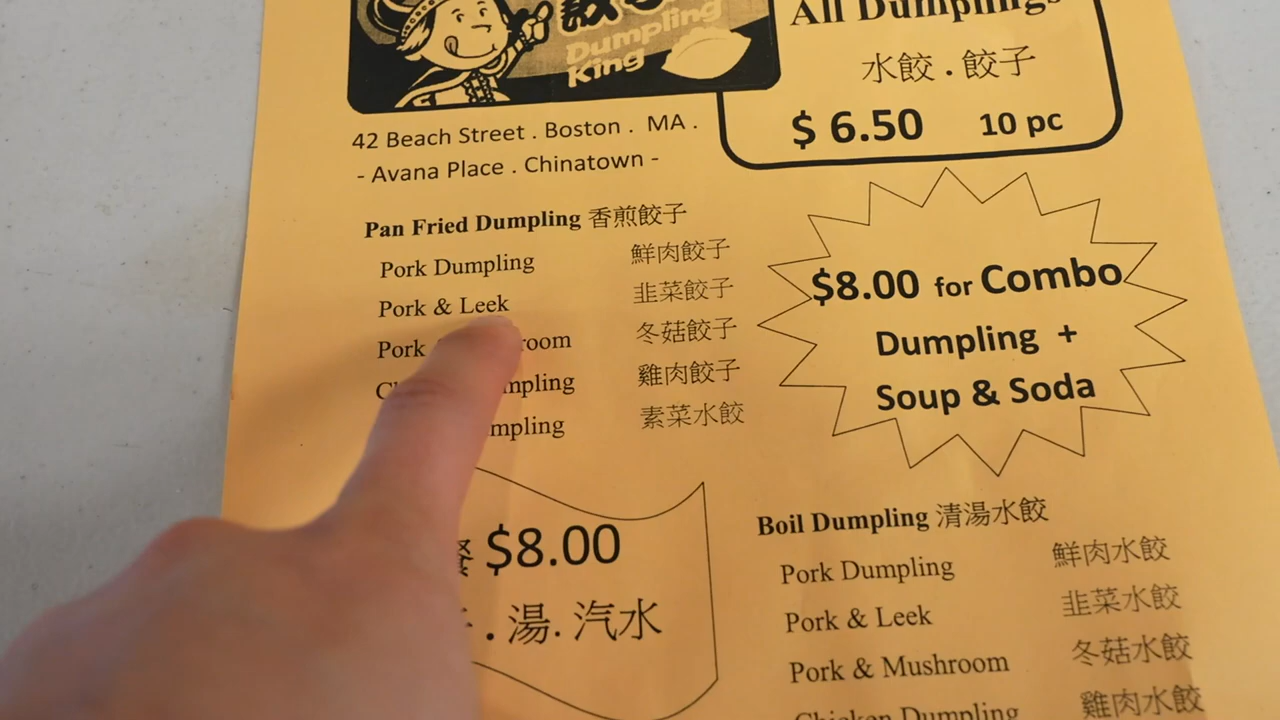 Dumpling
King
All Dumplings
水餃 . 餃子
$ 6.50 10 pc
42 Beach Street . Boston . MA .
- Avana Place . Chinatown -
Pan Fried Dumpling 香煎餃子
Pork Dumpling 鮮肉餃子
Pork & Leek 韭菜餃子
Pork 冬菇餃子
雞肉餃子
素菜水餃
$8.00 for Combo
Dumpling +
Soup & Soda
$8.00
. 湯. 汽水
Boil Dumpling 清湯水餃
Pork Dumpling 鮮肉水餃
Pork & Leek 韭菜水餃
Pork & Mushroom 冬菇水餃
Chicken Dumpling 雞肉水餃